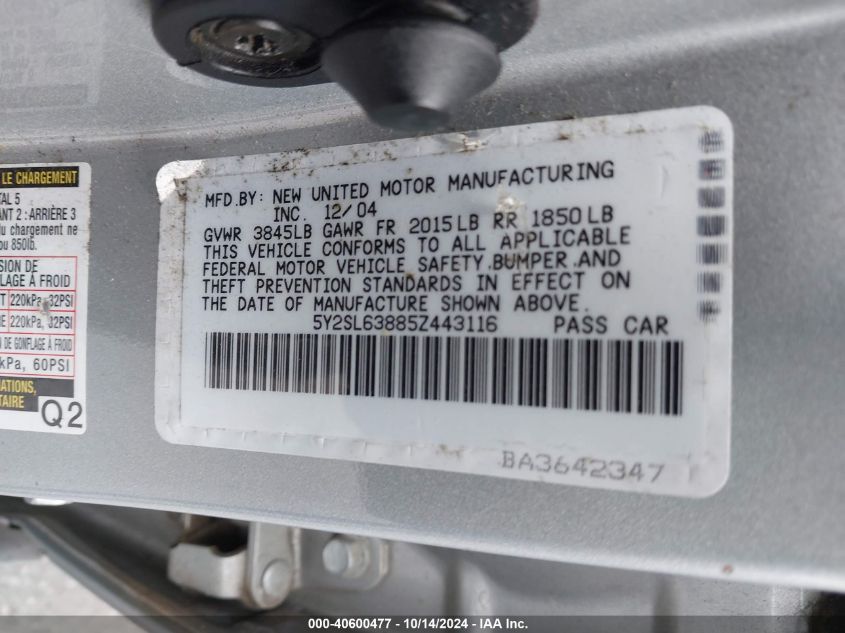 LE CHARGEMENT
TAL 5
ANT 2 : ARRIÈRE 3
du chargement ne
ou 850lb.
SION DE
FLAGE À FROID
220kPa, 32PSI
220kPa, 32PSI
DE GONFLAGE À FROID
kPa, 60PSI
ATIONS,
TAIRE
Q2
MFD.BY: NEW UNITED MOTOR MANUFACTURING
INC. 12/04
GVWR 3845LB GAWR FR 2015LB RR 1850LB
THIS VEHICLE CONFORMS TO ALL APPLICABLE
FEDERAL MOTOR VEHICLE SAFETY,BUMPER,AND
THEFT PREVENTION STANDARDS IN EFFECT ON
THE DATE OF MANUFACTURE SHOWN ABOVE.
5Y2SL63885Z443116 PASS CAR
BA3642347
000-40600477 - 10/14/2024 - IAA Inc.